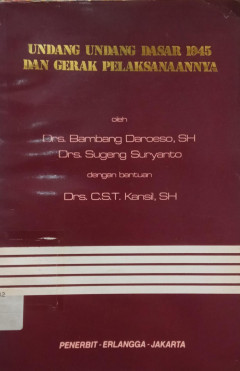 UNDANG UNDANG DASAR 1945
DAN GERAK PELAKSANAANNYA
oleh
Drs. Bambang Daroeso, SH
Drs. Sugeng Suryanto
dengan bantuan
Drs. C.S.T. Kansil, SH
PENERBIT - ERLANGGA - JAKARTA